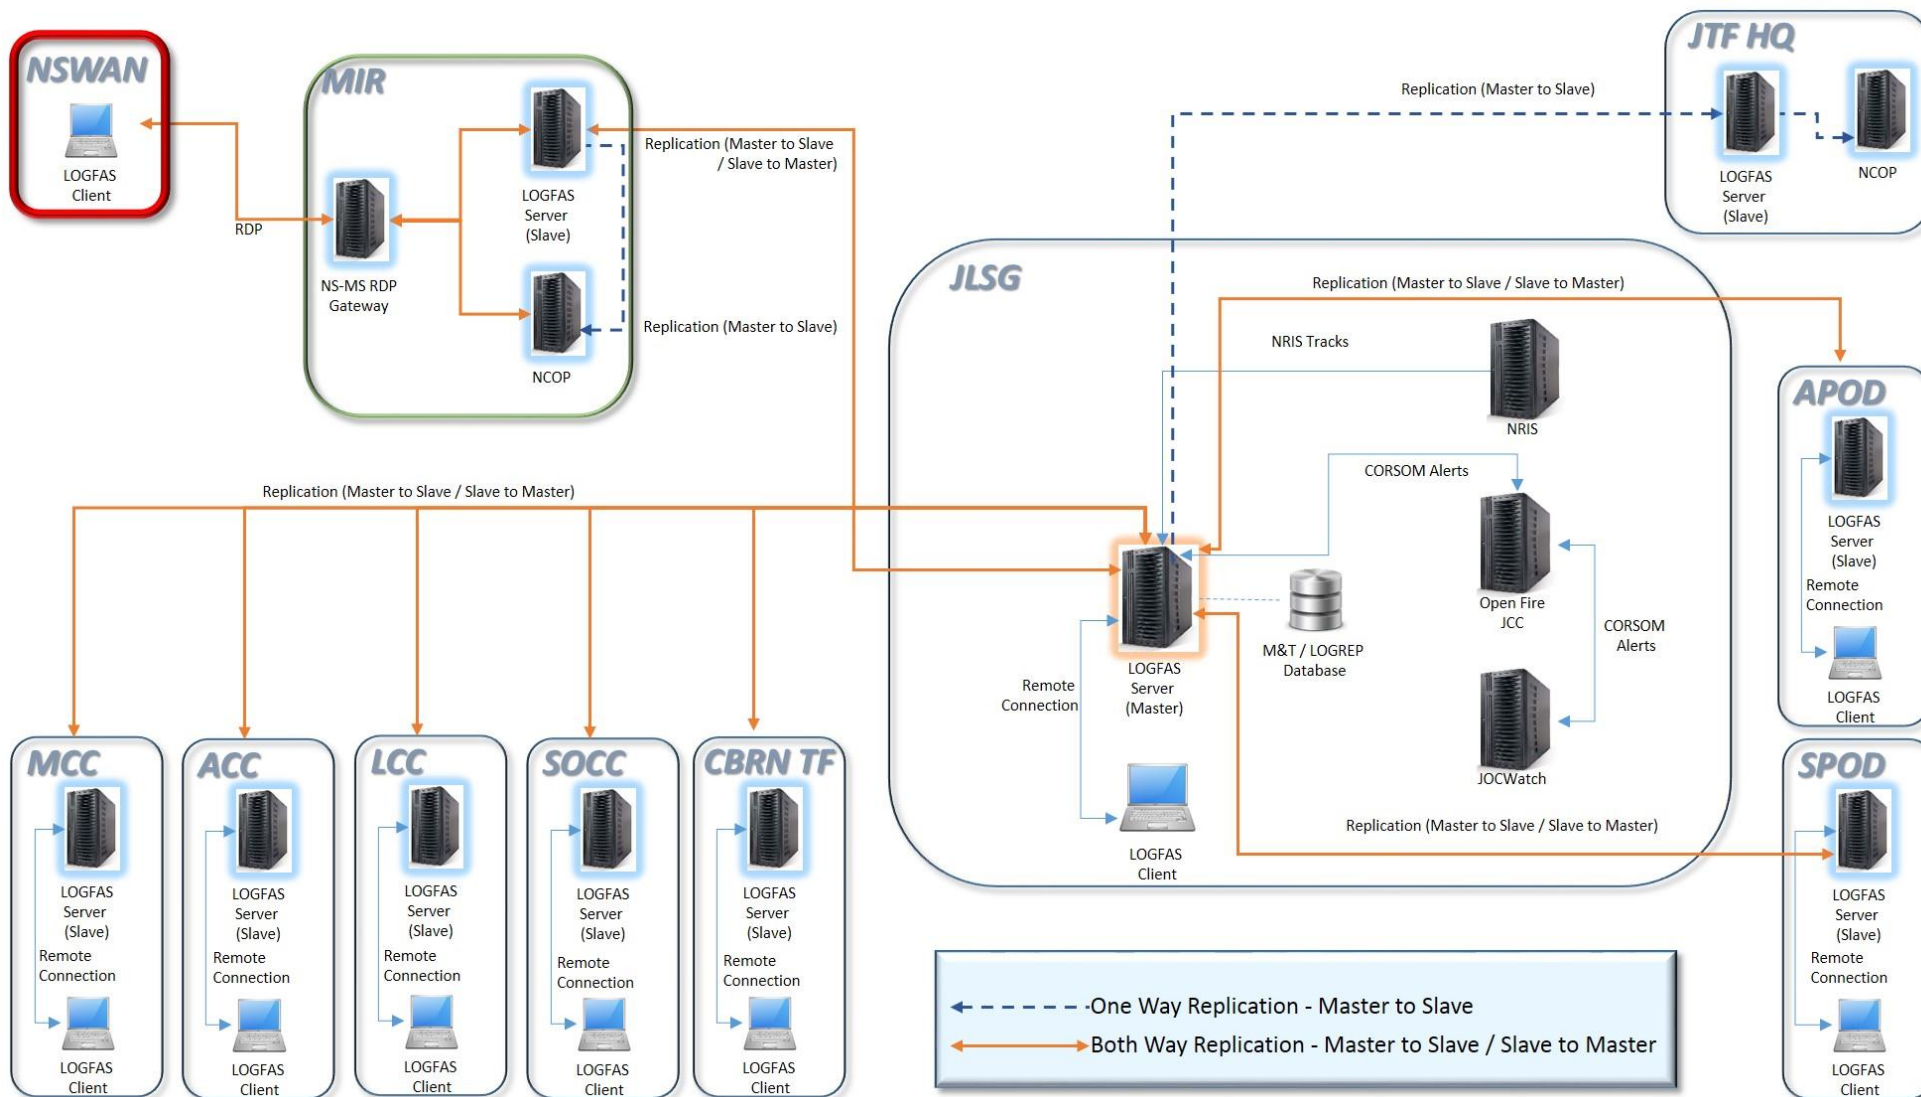 NSWAN
LOGFAS
Client
RDP
MIR
NS-MS RDP
Gateway
LOGFAS
Server
(Slave)
NCOP
Replication (Master to Slave
/ Slave to Master)
Replication (Master to Slave)
JTF HQ
Replication (Master to Slave)
LOGFAS
Server
(Slave)
NCOP
JLSG
Replication (Master to Slave / Slave to Master)
NRIS Tracks
NRIS
CORSOM Alerts
Open Fire
JCC
CORSOM
Alerts
JOCWatch
LOGFAS
Server
(Master)
M&T / LOGREP
Database
Remote
Connection
LOGFAS
Client
Replication (Master to Slave / Slave to Master)
APOD
LOGFAS
Server
(Slave)
Remote
Connection
LOGFAS
Client
SPOD
LOGFAS
Server
(Slave)
Remote
Connection
LOGFAS
Client
Replication (Master to Slave / Slave to Master)
MCC
LOGFAS
Server
(Slave)
Remote
Connection
LOGFAS
Client
ACC
LOGFAS
Server
(Slave)
Remote
Connection
LOGFAS
Client
LCC
LOGFAS
Server
(Slave)
Remote
Connection
LOGFAS
Client
SOCC
LOGFAS
Server
(Slave)
Remote
Connection
LOGFAS
Client
CBRN TF
LOGFAS
Server
(Slave)
Remote
Connection
LOGFAS
Client
One Way Replication - Master to Slave
Both Way Replication - Master to Slave / Slave to Master